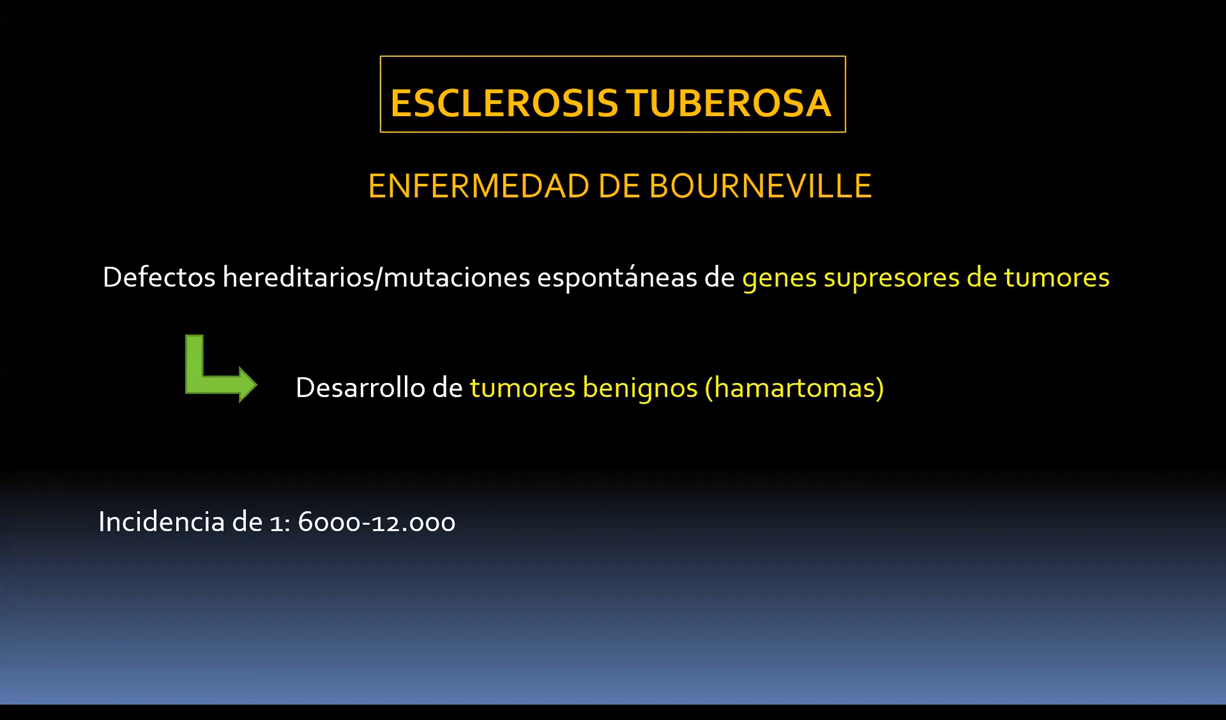 ESCLEROSIS TUBEROSA
ENFERMEDAD DE BOURNEVILLE
Defectos hereditarios/mutaciones espontáneas de genes supresores de tumores
Desarrollo de tumores benignos (hamartomas)
Incidencia de 1: 6000-12.000